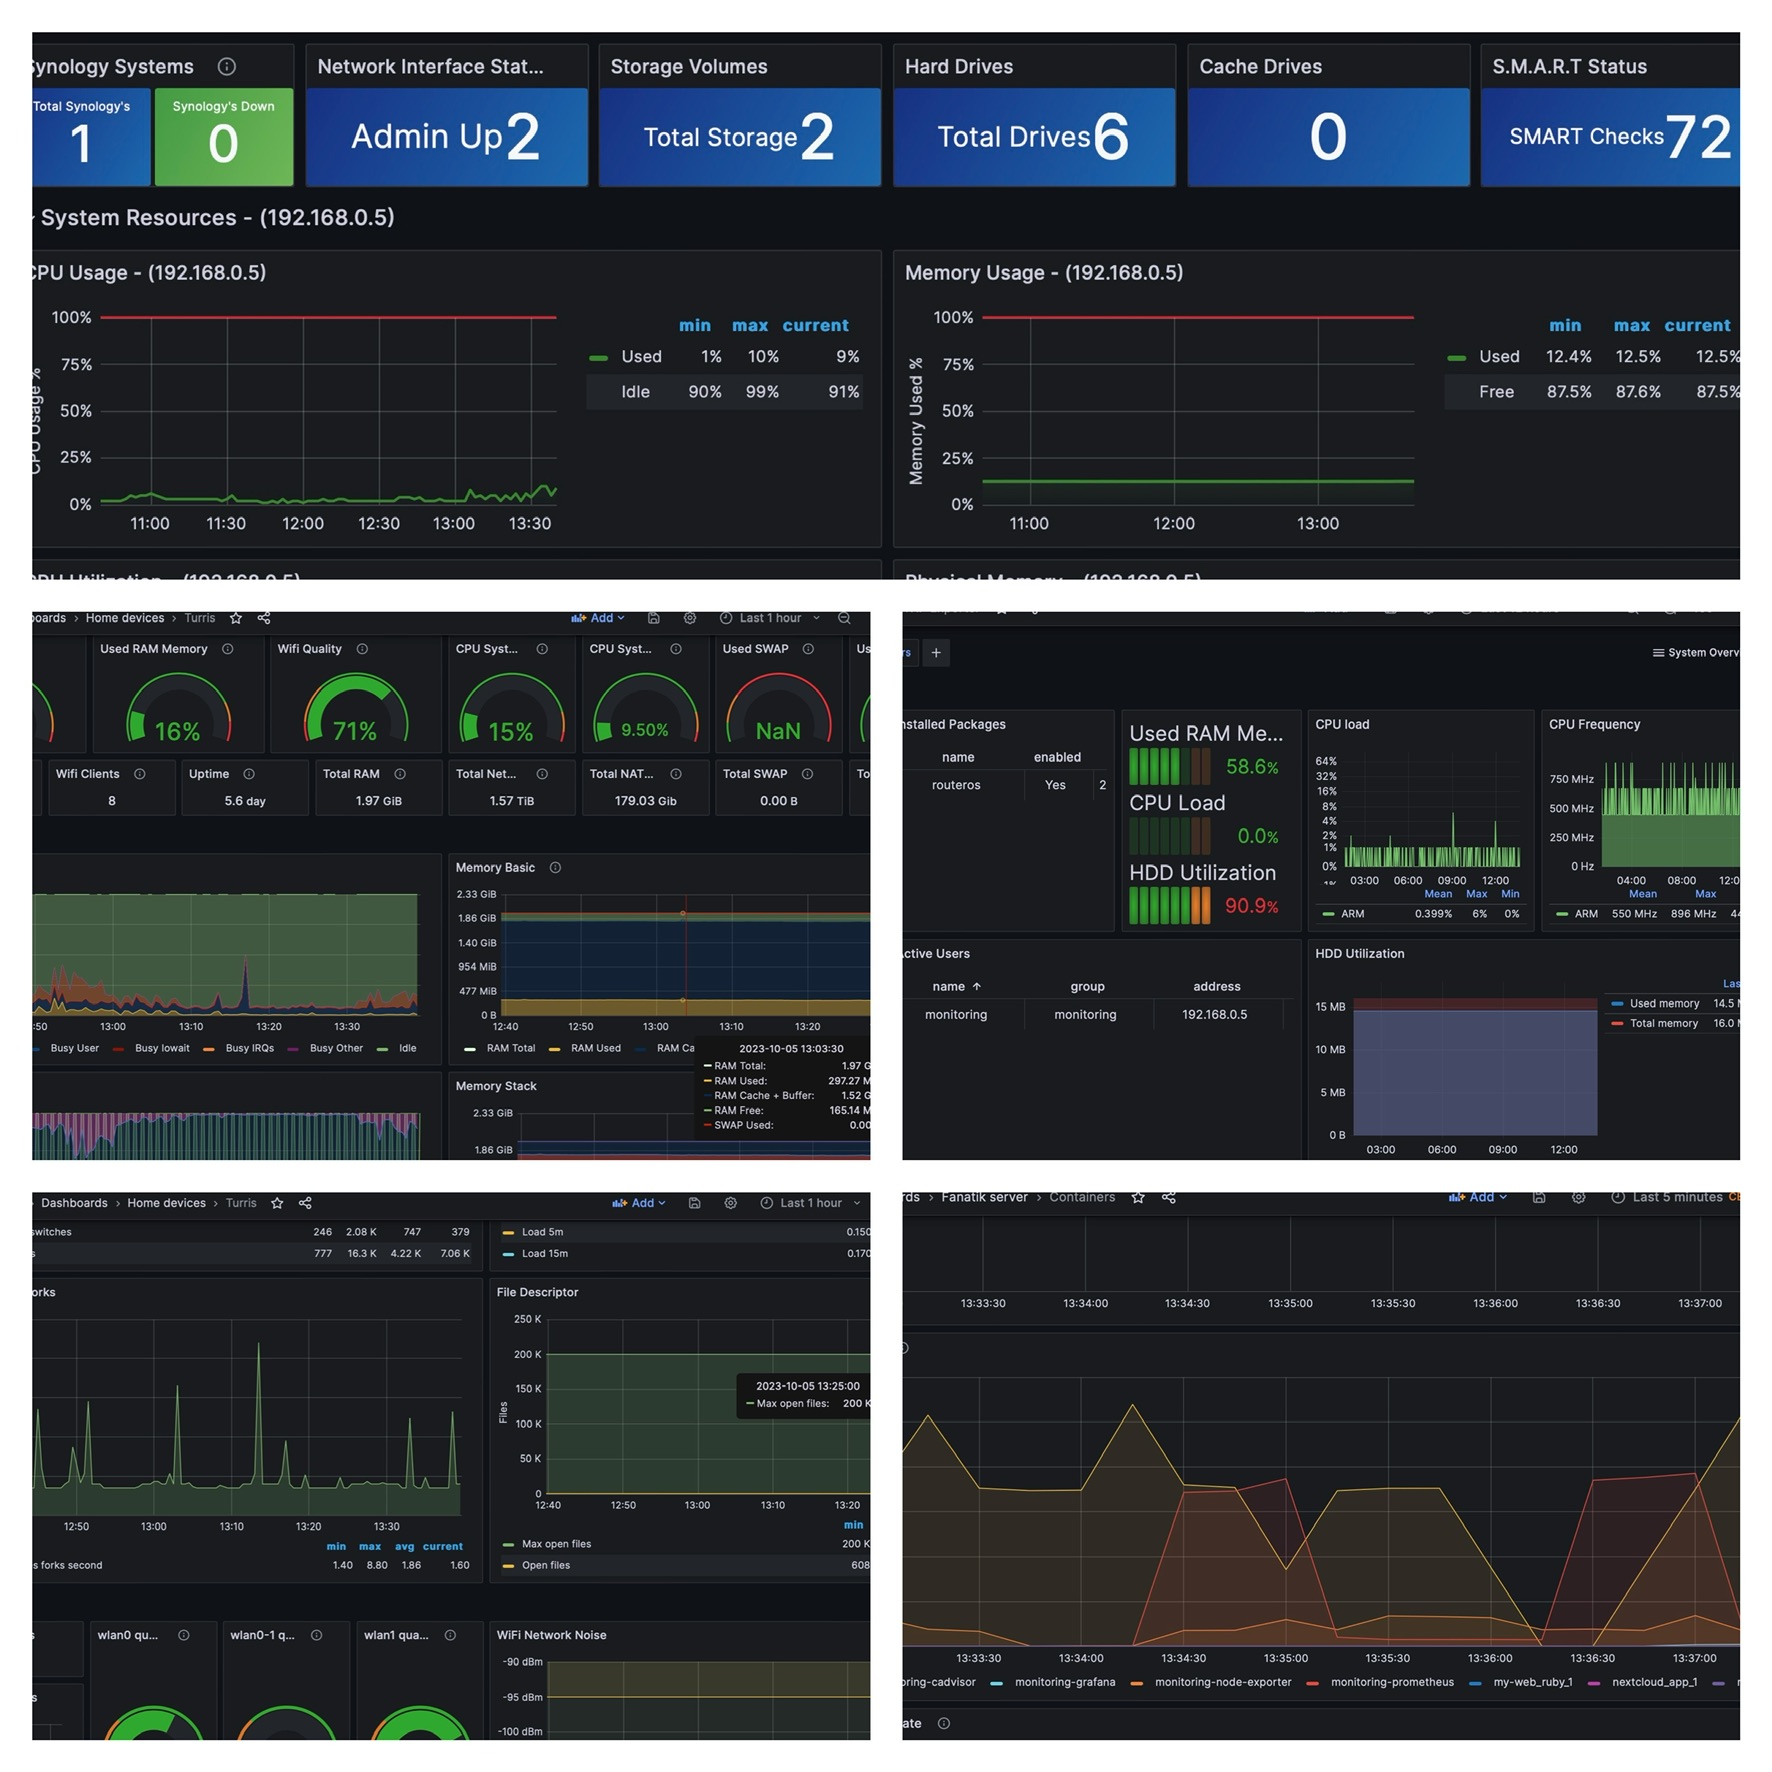 Synology Systems
Network Interface Stat...
Storage Volumes
Hard Drives
Cache Drives
S.M.A.R.T Status
Total Synology's
1
Synology's Down
0
Admin Up 2
Total Storage 2
Total Drives 6
0
SMART Checks 72
System Resources - (192.168.0.5)
CPU Usage - (192.168.0.5)
CPU Usage %
100%
75%
50%
25%
0%
11:00 11:30 12:00 12:30 13:00 13:30
min max current
Used 1% 10% 9%
Idle 90% 99% 91%
Memory Usage - (192.168.0.5)
Memory Used %
100%
75%
50%
25%
0%
11:00 12:00 13:00
min max current
Used 12.4% 12.5% 12.5%
Free 87.5% 87.6% 87.5%
CPU Utilization - (192.168.0.5)
Physical Memory - (192.168.0.5)
boards > Home devices > Turris
Add
Last 1 hour
Used RAM Memory
16%
Wifi Quality
71%
CPU Syst...
15%
CPU Syst...
9.50%
Used SWAP
NaN
Us
Wifi Clients
8
Uptime
5.6 day
Total RAM
1.97 GiB
Total Net...
1.57 TiB
Total NAT...
179.03 Gib
Total SWAP
0.00 B
To
:50 13:00 13:10 13:20 13:30
Busy User Busy Iowait Busy IRQs Busy Other Idle
Memory Basic
2.33 GiB
1.86 GiB
1.40 GiB
954 MiB
477 MiB
0 B
12:40 12:50 13:00 13:10 13:20
RAM Total RAM Used RAM Ca
2023-10-05 13:03:30
RAM Total: 1.97 G
RAM Used: 297.27 M
RAM Cache + Buffer: 1.52 G
RAM Free: 165.14 M
SWAP Used: 0.00
Memory Stack
2.33 GiB
1.86 GiB
rs
+
System Overv
nstalled Packages
name enabled
routeros Yes 2
Used RAM Me...
58.6%
CPU Load
0.0%
HDD Utilization
90.9%
CPU load
64%
32%
16%
8%
4%
2%
1%
0%
03:00 06:00 09:00 12:00
Mean Max Min
ARM 0.399% 6% 0%
CPU Frequency
750 MHz
500 MHz
250 MHz
0 Hz
04:00 08:00 12:0
Mean Max
ARM 550 MHz 896 MHz 44
Active Users
name ↑ group address
monitoring monitoring 192.168.0.5
HDD Utilization
15 MB
10 MB
5 MB
0 B
03:00 06:00 09:00 12:00
Las
Used memory 14.5
Total memory 16.0
Dashboards > Home devices > Turris
Add
Last 1 hour
switches 246 2.08 K 747 379
s 777 16.3 K 4.22 K 7.06 K
Load 5m 0.150
Load 15m 0.170
orks
12:50 13:00 13:10 13:20 13:30
min max avg current
s forks second 1.40 8.80 1.86 1.60
File Descriptor
Files
250 K
200 K
150 K
100 K
50 K
0
12:40 12:50 13:00 13:10 13:20
2023-10-05 13:25:00
Max open files: 200 K
min
Max open files 200 K
Open files 608
s
s
wlan0 qu...
wlan0-1 q...
wlan1 qua...
WiFi Network Noise
-90 dBm
-95 dBm
-100 dBm
rds > Fanatik server > Containers
Add
Last 5 minutes
13:33:30 13:34:00 13:34:30 13:35:00 13:35:30 13:36:00 13:36:30 13:37:00
13:33:30 13:34:00 13:34:30 13:35:00 13:35:30 13:36:00 13:36:30 13:37:00
oring-cadvisor monitoring-grafana monitoring-node-exporter monitoring-prometheus my-web_ruby_1 nextcloud_app_1
ate